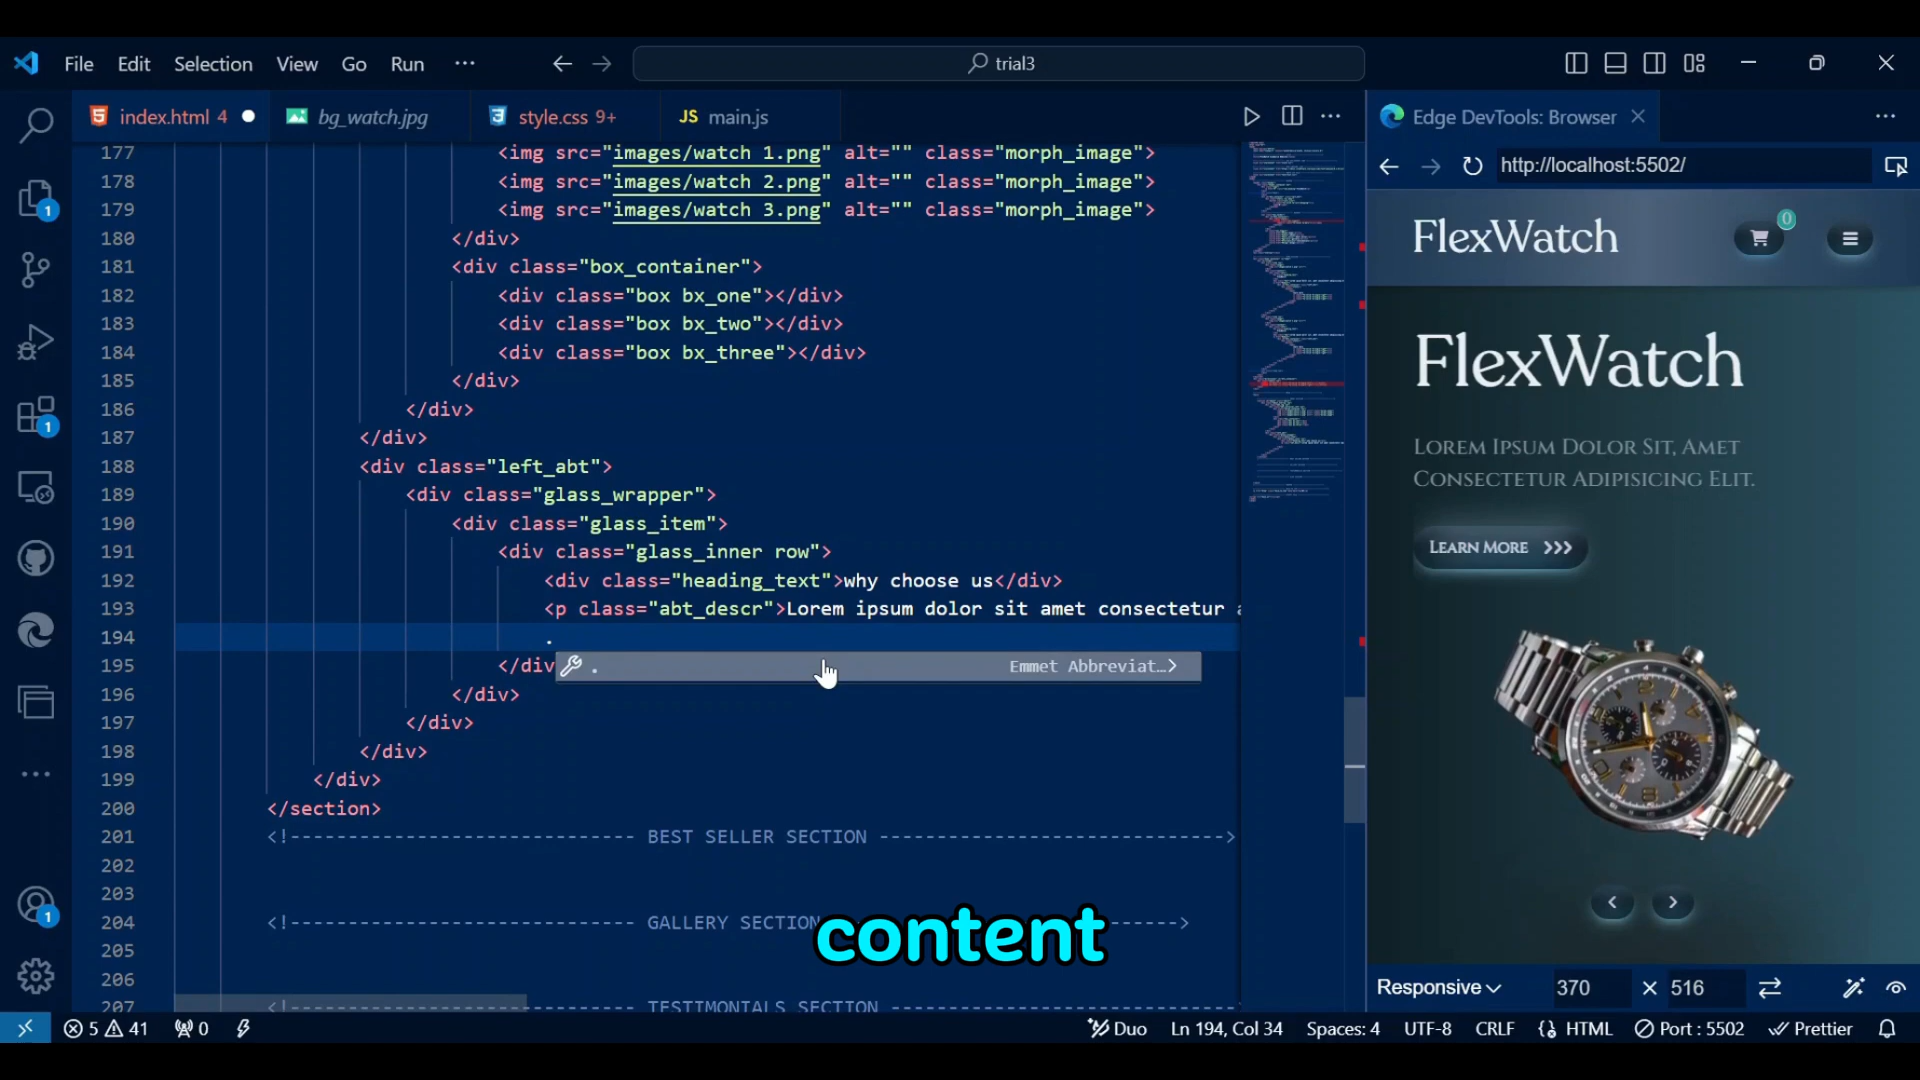 File Edit Selection View Go Run ··· trial3
index.html 4 bg_watch.jpg style.css 9+ JS main.js
177 <img src="images/watch 1.png" alt="" class="morph_image">
178 <img src="images/watch 2.png" alt="" class="morph_image">
179 <img src="images/watch 3.png" alt="" class="morph_image">
180 </div>
181 <div class="box_container">
182 <div class="box bx_one"></div>
183 <div class="box bx_two"></div>
184 <div class="box bx_three"></div>
185 </div>
186 </div>
187 </div>
188 <div class="left_abt">
189 <div class="glass_wrapper">
190 <div class="glass_item">
191 <div class="glass_inner row">
192 <div class="heading_text">why choose us</div>
193 <p class="abt_descr">Lorem ipsum dolor sit amet consectetur a
194 .
195 </div
. Emmet Abbreviat…>
196 </div>
197 </div>
198 </div>
199 </div>
200 </section>
201 <!------------------------------ BEST SELLER SECTION ------------------------------>
202
203
204 <!------------------------------ GALLERY SECTION ------>
205
206
207 <!------------------------------ TESTIMONALS SECTION ------------------------------
content
1
1
1
Edge DevTools: Browser
http://localhost:5502/
FlexWatch 0
FlexWatch
Lorem Ipsum Dolor Sit, Amet
Consectetur Adipisicing Elit.
Learn More >>>
Responsive 370 × 516
5 41 0 Duo Ln 194, Col 34 Spaces: 4 UTF-8 CRLF HTML Port : 5502 Prettier